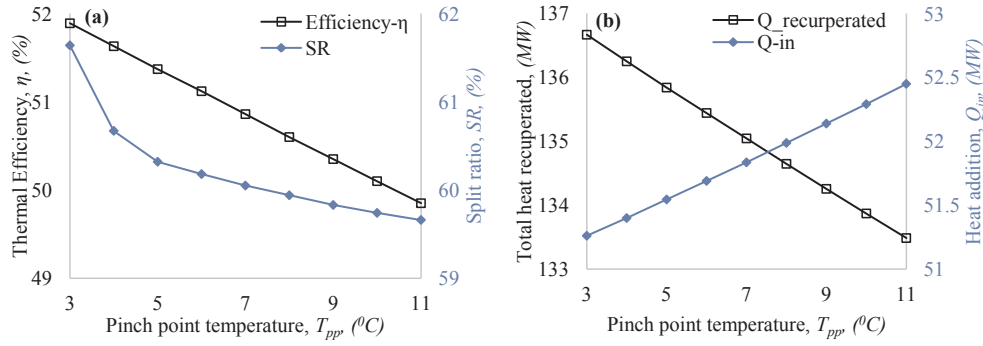 (a)
Efficiency-η
SR
Thermal Efficiency, η, (%)
52
51
50
49
Split ratio, SR, (%)
62
61
60
59
3 5 7 9 11
Pinch point temperature, Tpp, (⁰C)
(b)
Q_recurperated
Q-in
Total heat recuperated, (MW)
137
136
135
134
133
Heat addition, Qin, (MW)
53
52.5
52
51.5
51
3 5 7 9 11
Pinch point temperature, Tpp, (⁰C)